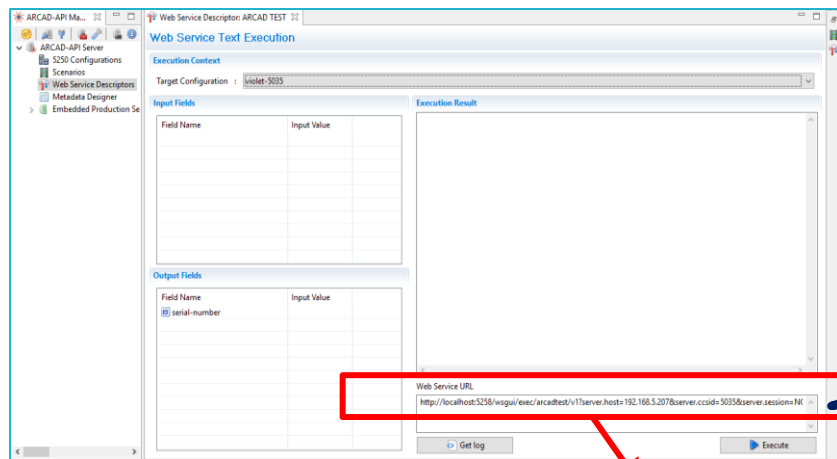 ARCAD-API Ma...
Web Service Descriptor: ARCAD TEST
ARCAD-API Server
5250 Configurations
Scenarios
Web Service Descriptors
Metadata Designer
Embedded Production Se
Web Service Text Execution
Execution Context
Target Configuration :
violet-5035
Input Fields
Field Name Input Value
Output Fields
Field Name Input Value
serial-number
Execution Result
Web Service URL
http://localhost:5258/wsgui/exec/arcadtest/v1?server.host=192.168.5.207&server.ccsid=5035&server.session=
Get log
Execute